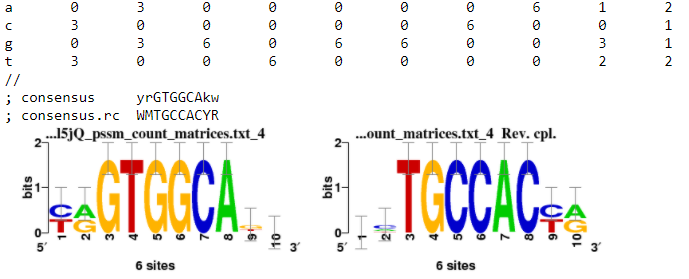 a 0 3 0 0 0 0 0 6 1 2
c 3 0 0 0 0 0 6 0 0 1
g 0 3 6 0 6 6 0 0 3 1
t 3 0 0 6 0 0 0 0 2 2
//
; consensus yrGTGGCAkw
; consensus.rc WMTGCCACYR
...l5jQ_pssm_count_matrices.txt_4 ...ount_matrices.txt_4 Rev. cpl.
2 2
bits bits
1 1
CAGTGGCA TGCCACCA
TG TG
0 0
5′ 1 2 3 4 5 6 7 8 9 10 3′ 5′ 1 2 3 4 5 6 7 8 9 10 3′
6 sites 6 sites